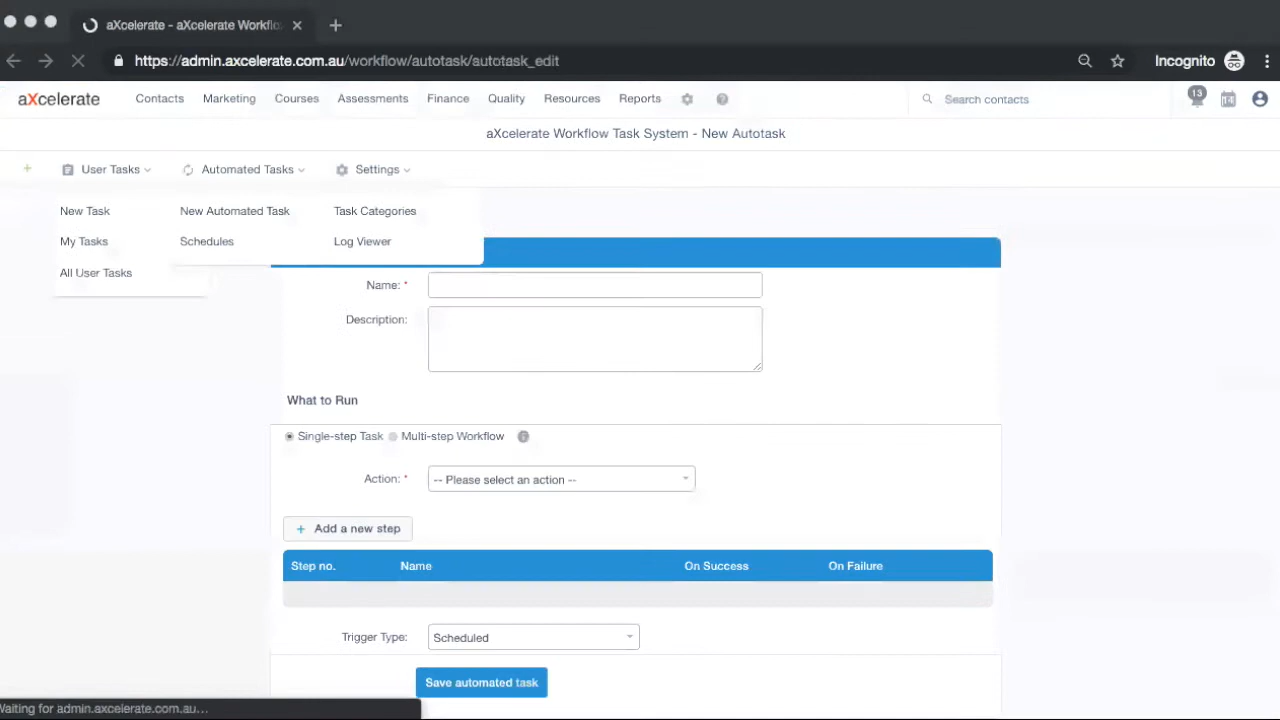 aXcelerate - aXcelerate Workflo
https://admin.axcelerate.com.au/workflow/autotask/autotask_edit
Incognito
aXcelerate Contacts Marketing Courses Assessments Finance Quality Resources Reports Search contacts 13 14
aXcelerate Workflow Task System - New Autotask
+ User Tasks Automated Tasks Settings
New Task New Automated Task Task Categories
My Tasks Schedules Log Viewer
All User Tasks
Name: *
Description:
What to Run
Single-step Task Multi-step Workflow
Action: * -- Please select an action --
+ Add a new step
Step no. Name On Success On Failure
Trigger Type: Scheduled
Save automated task
Waiting for admin.axcelerate.com.au...